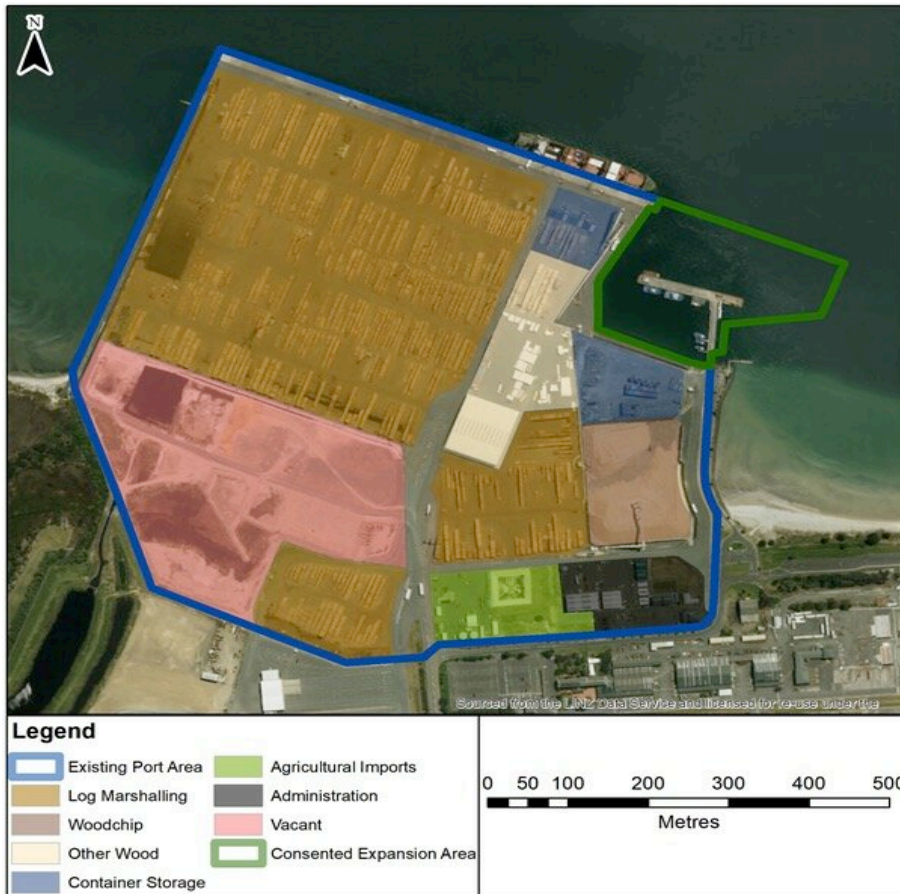 N
Sourced from the LINZ Data Service and licensed for re-use under the
Legend
Existing Port Area
Log Marshalling
Woodchip
Other Wood
Container Storage
Agricultural Imports
Administration
Vacant
Consented Expansion Area
0 50 100 200 300 400 500
Metres